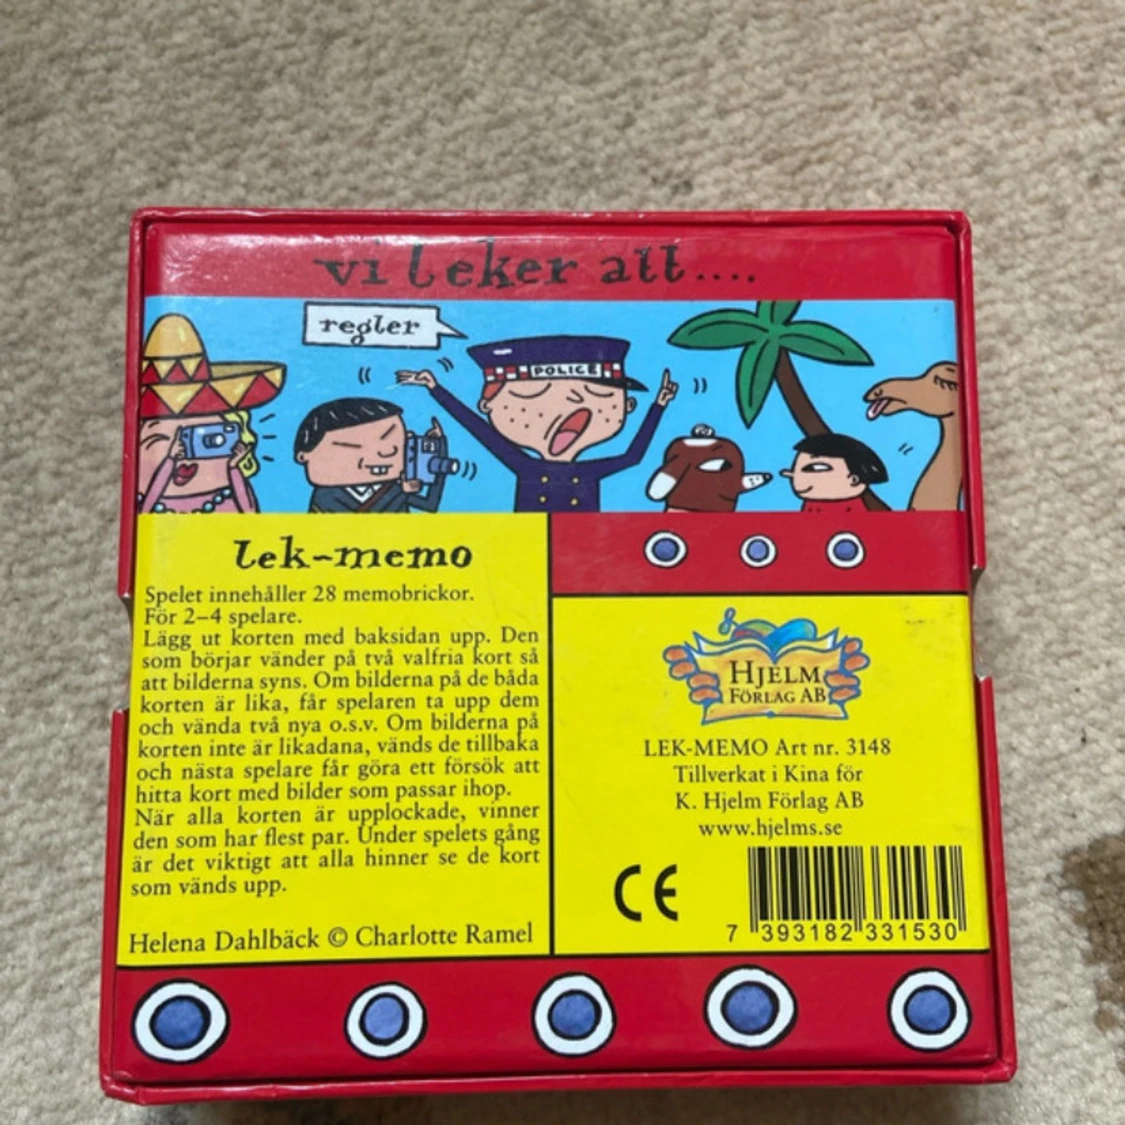 vi leker att....
regler
POLICE
lek-memo
Spelet innehåller 28 memobrickor.
För 2–4 spelare.
Lägg ut korten med baksidan upp. Den
som börjar vänder på två valfria kort så
att bilderna syns. Om bilderna på de båda
korten är lika, får spelaren ta upp dem
och vända två nya o.s.v. Om bilderna på
korten inte är likadana, vänds de tillbaka
och nästa spelare får göra ett försök att
hitta kort med bilder som passar ihop.
När alla korten är upplockade, vinner
den som har flest par. Under spelets gång
är det viktigt att alla hinner se de kort
som vänds upp.
Helena Dahlbäck © Charlotte Ramel
HJELM
FÖRLAG AB
LEK-MEMO Art nr. 3148
Tillverkat i Kina för
K. Hjelm Förlag AB
www.hjelms.se
CE
7 393182 331530